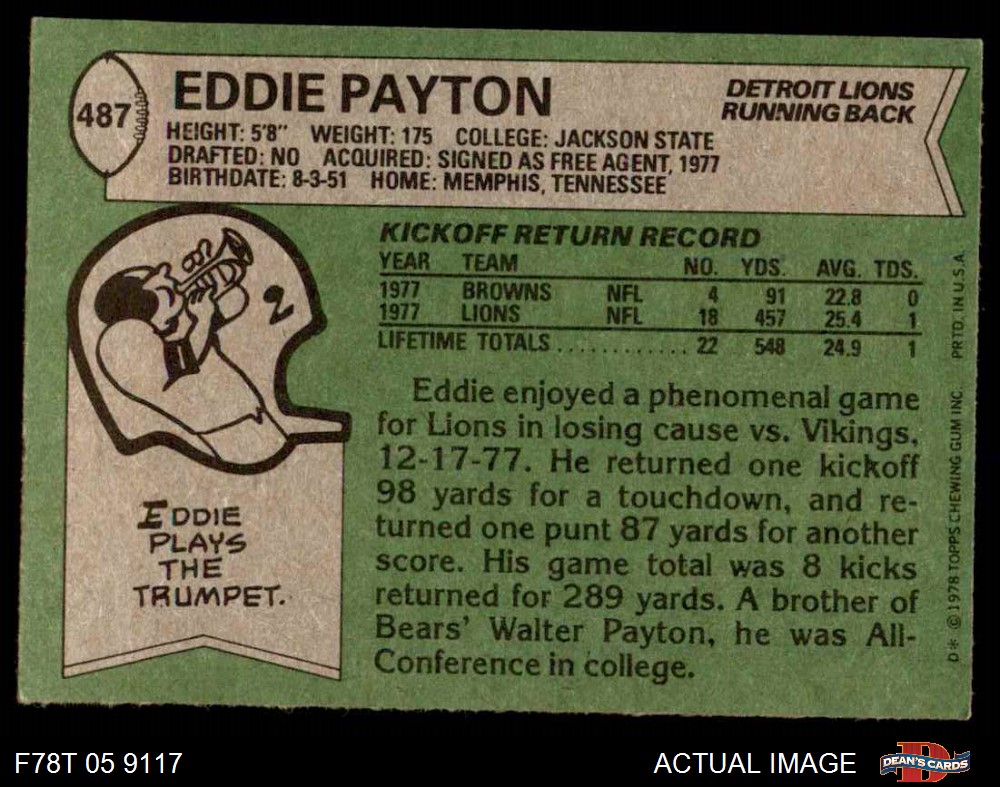 487
EDDIE PAYTON
DETROIT LIONS
RUNNING BACK
HEIGHT: 5'8" WEIGHT: 175 COLLEGE: JACKSON STATE
DRAFTED: NO ACQUIRED: SIGNED AS FREE AGENT, 1977
BIRTHDATE: 8-3-51 HOME: MEMPHIS, TENNESSEE
KICKOFF RETURN RECORD
YEAR TEAM NO. YDS. AVG. TDS.
1977 BROWNS NFL 4 91 22.8 0
1977 LIONS NFL 18 457 25.4 1
LIFETIME TOTALS............. 22 548 24.9 1
Eddie enjoyed a phenomenal game
for Lions in losing cause vs. Vikings,
12-17-77. He returned one kickoff
98 yards for a touchdown, and re-
turned one punt 87 yards for another
score. His game total was 8 kicks
returned for 289 yards. A brother of
Bears' Walter Payton, he was All-
Conference in college.
EDDIE
PLAYS
THE
TRUMPET.
D* © 1978 TOPPS CHEWING GUM INC. PRTD. IN U.S.A.
F78T 05 9117
ACTUAL IMAGE
D
DEAN'S CARDS